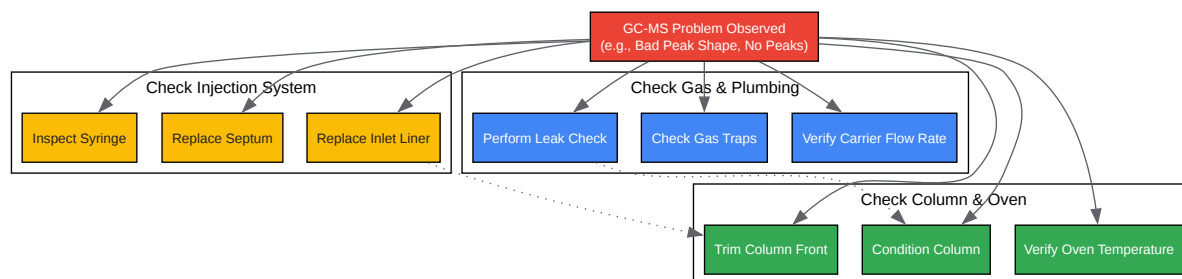 GC-MS Problem Observed
(e.g., Bad Peak Shape, No Peaks)
Check Injection System
Inspect Syringe
Replace Septum
Replace Inlet Liner
Check Gas & Plumbing
Perform Leak Check
Check Gas Traps
Verify Carrier Flow Rate
Check Column & Oven
Trim Column Front
Condition Column
Verify Oven Temperature